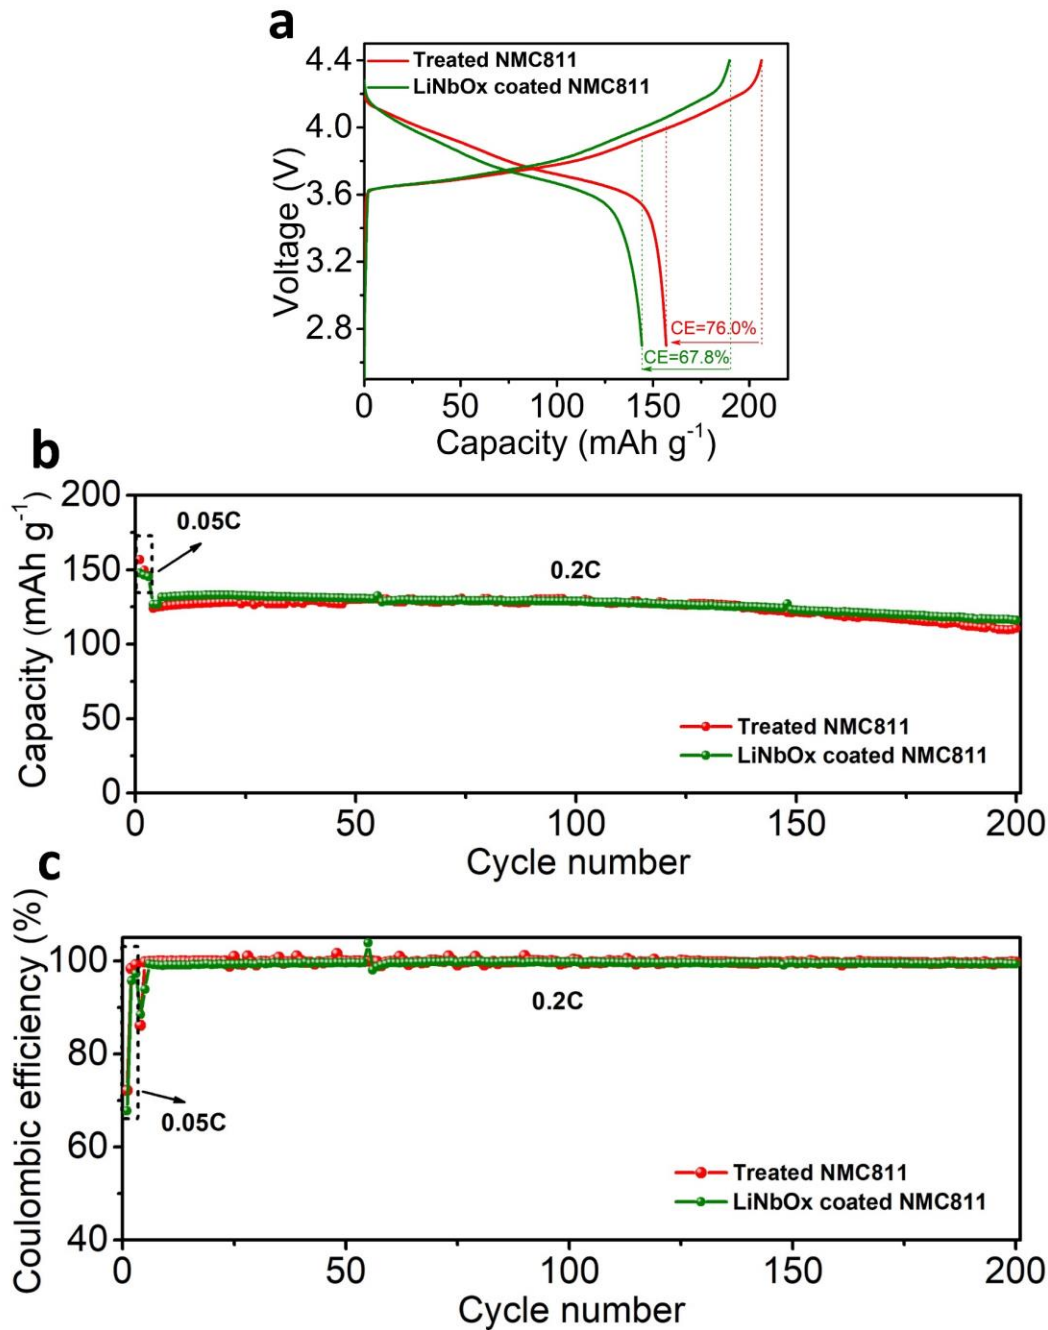 a
Treated NMC811
LiNbOx coated NMC811
4.4
4.0
3.6
3.2
2.8
Voltage (V)
CE=76.0%
CE=67.8%
0 50 100 150 200
Capacity (mAh g⁻¹)
b
200
150
100
50
0
Capacity (mAh g⁻¹)
0.05C
0.2C
Treated NMC811
LiNbOx coated NMC811
0 50 100 150 200
Cycle number
c
100
80
60
40
Coulombic efficiency (%)
0.2C
0.05C
Treated NMC811
LiNbOx coated NMC811
0 50 100 150 200
Cycle number